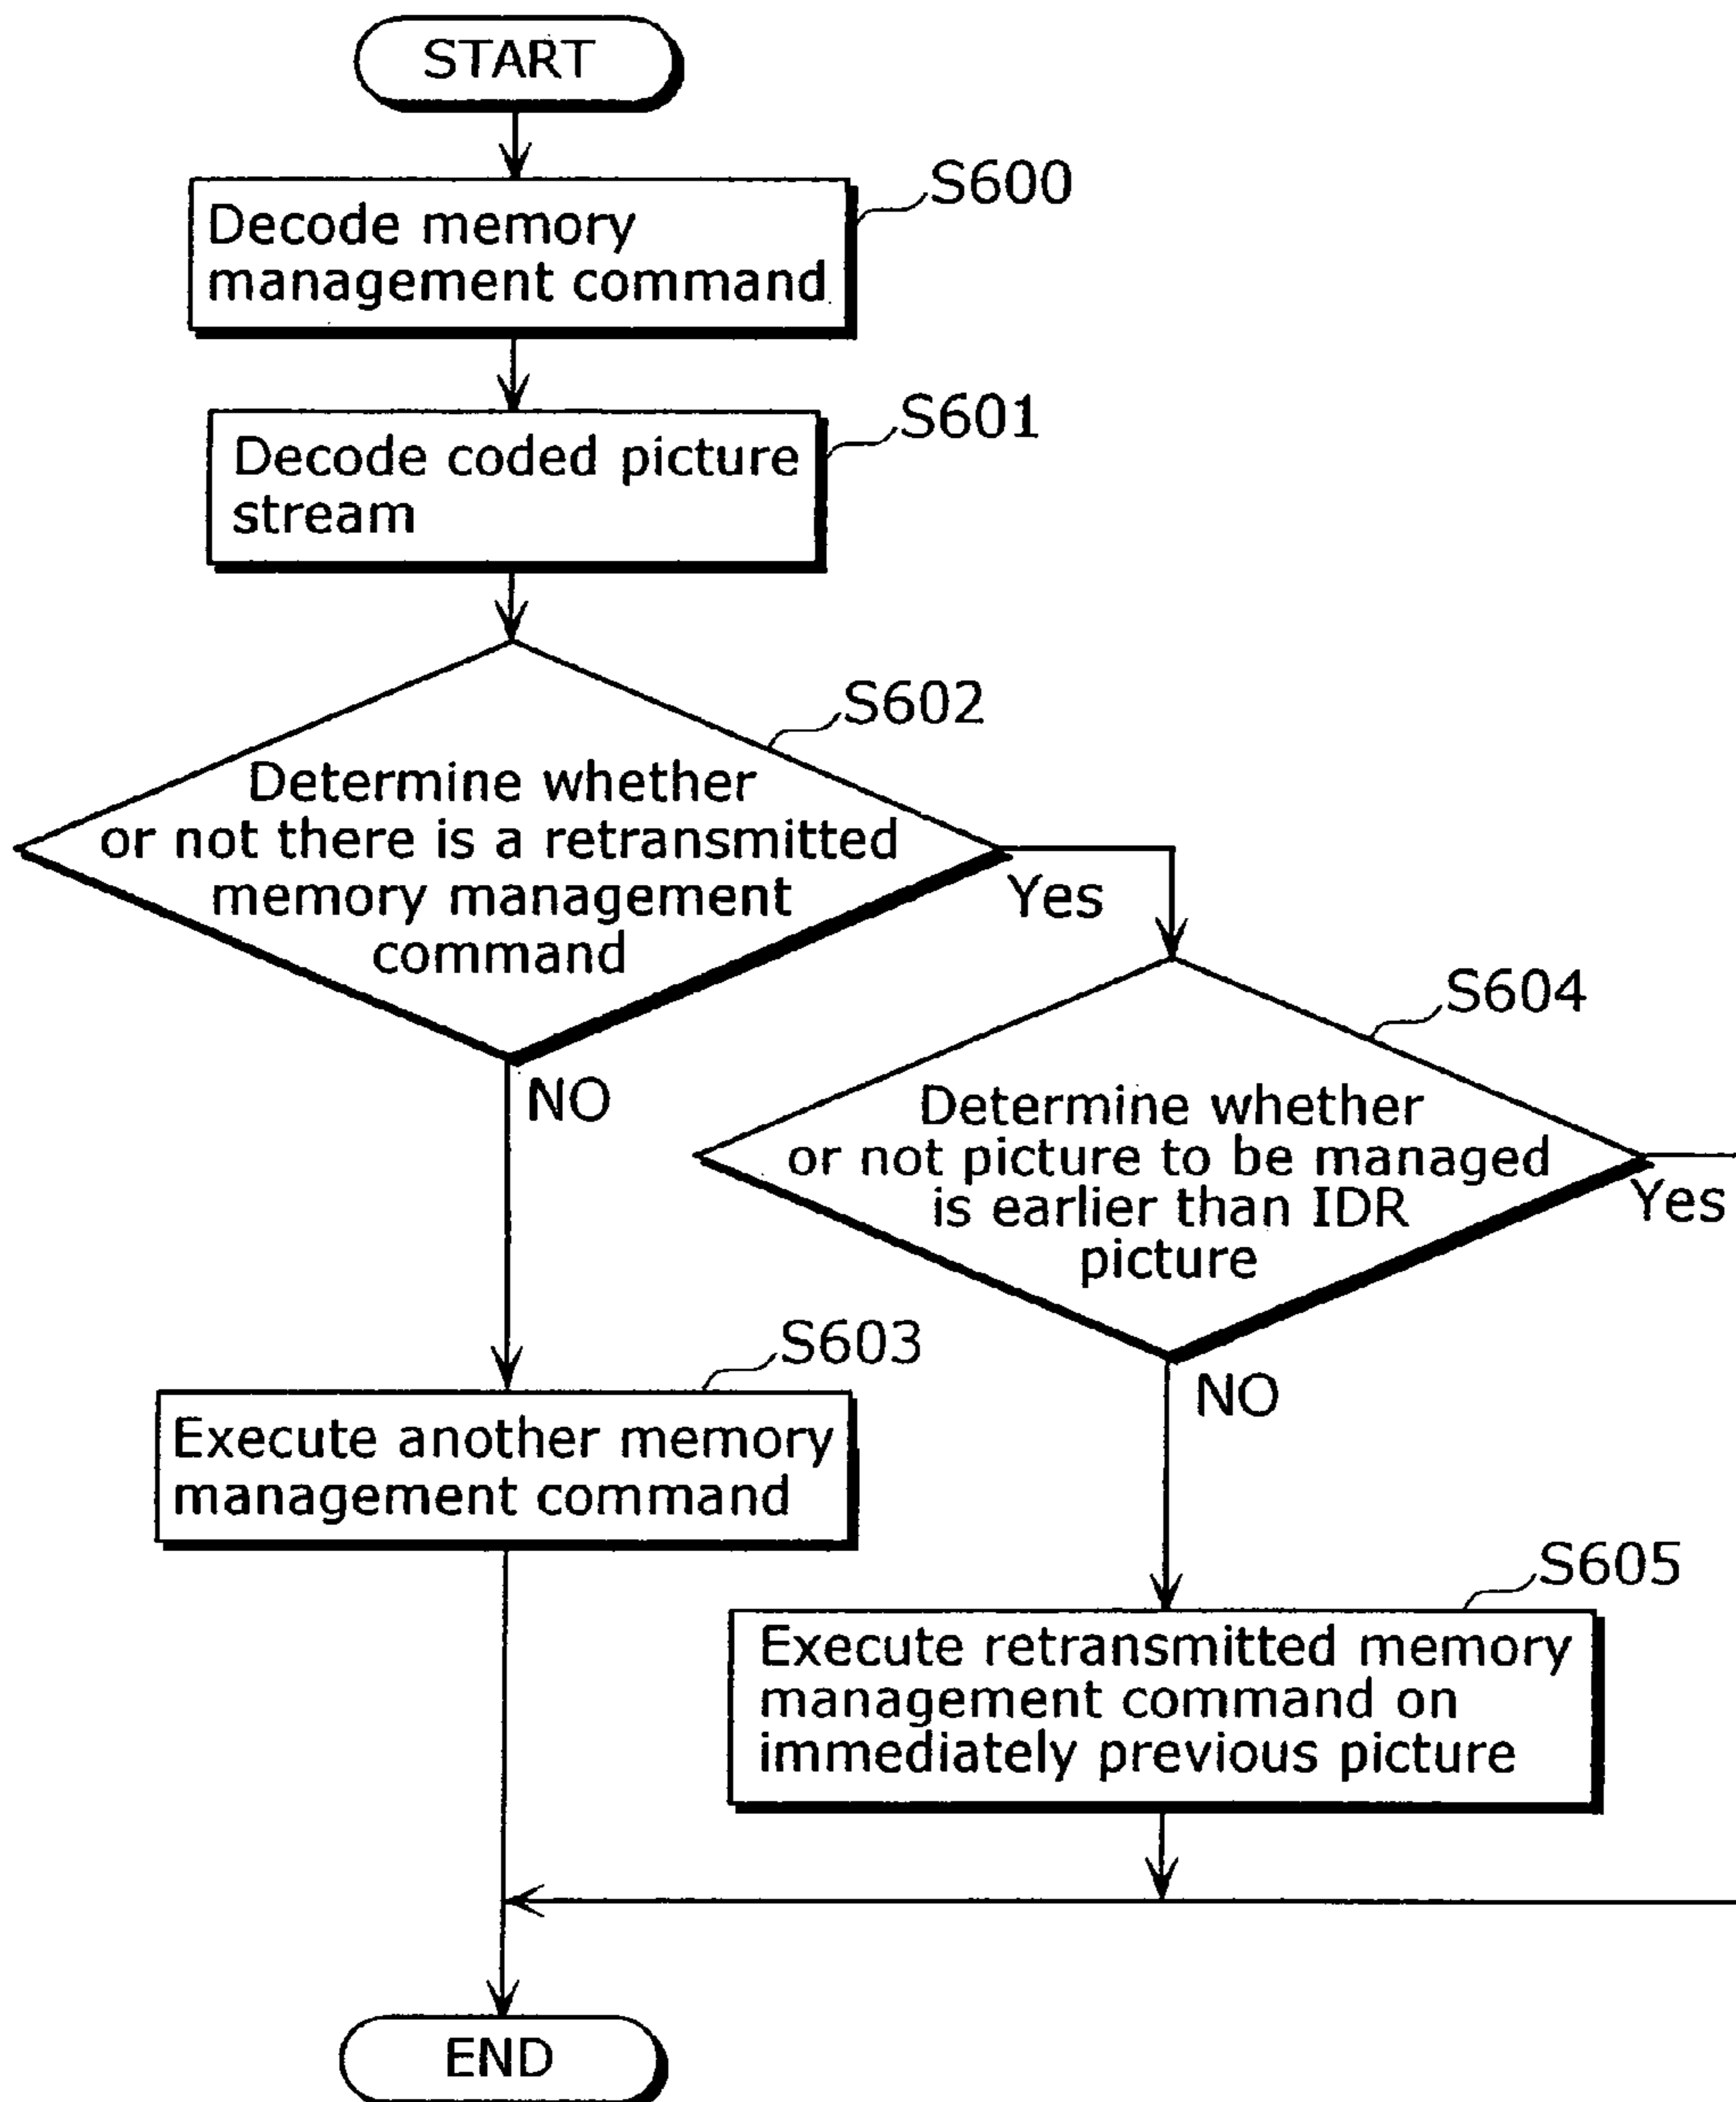 START
S600
Decode memory
management command
S601
Decode coded picture
stream
S602
Determine whether
or not there is a retransmitted
memory management
command
Yes
NO
S604
Determine whether
or not picture to be managed
is earlier than IDR
picture
Yes
NO
S603
Execute another memory
management command
S605
Execute retransmitted memory
management command on
immediately previous picture
END